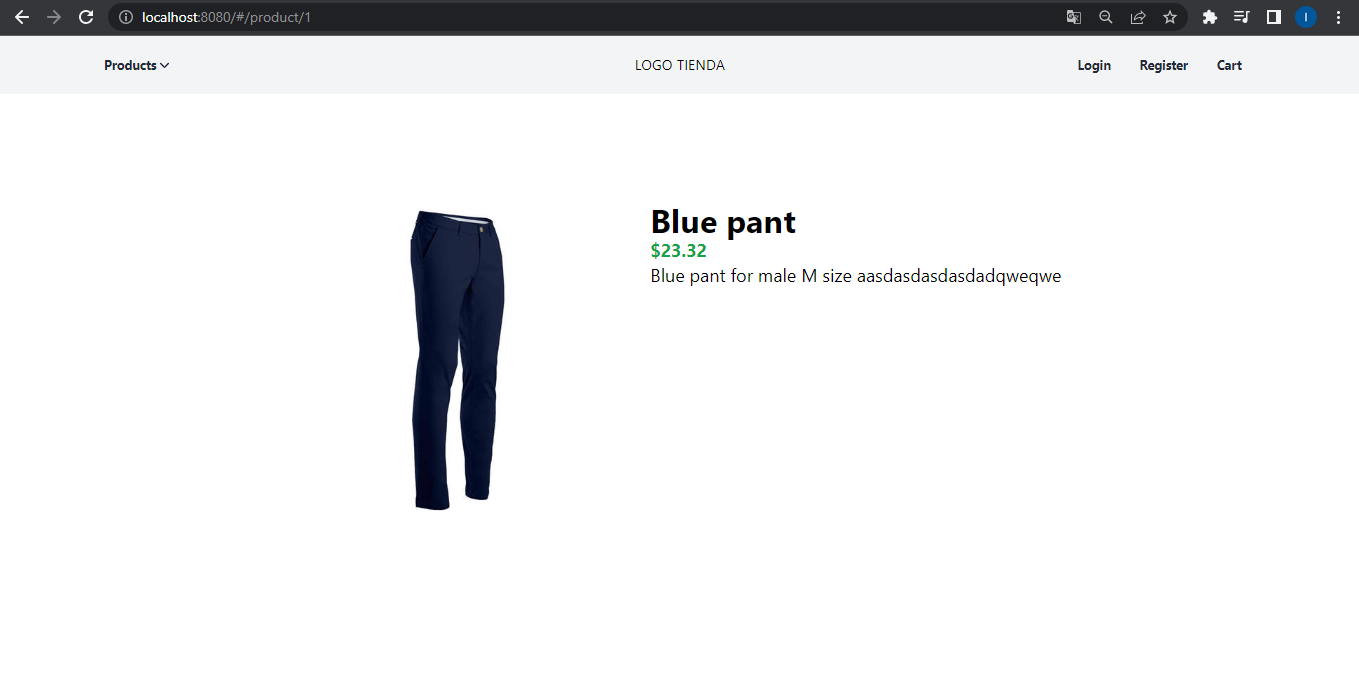 localhost:8080/#/product/1
I
Products
LOGO TIENDA
Login
Register
Cart
Blue pant
$23.32
Blue pant for male M size aasdasdasdasdadqweqwe